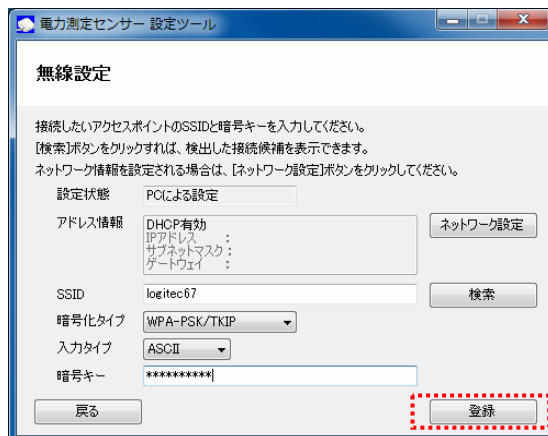 電力測定センサー 設定ツール
無線設定
接続したいアクセスポイントのSSIDと暗号キーを入力してください。
[検索]ボタンをクリックすれば、検出した接続候補を表示できます。
ネットワーク情報を設定される場合は、[ネットワーク設定]ボタンをクリックしてください。
設定状態 PCによる設定
アドレス情報 DHCP有効 ネットワーク設定
IPアドレス :
サブネットマスク :
ゲートウェイ :
SSID logitec67 検索
暗号化タイプ WPA-PSK/TKIP
入力タイプ ASCII
暗号キー **********
戻る 登録